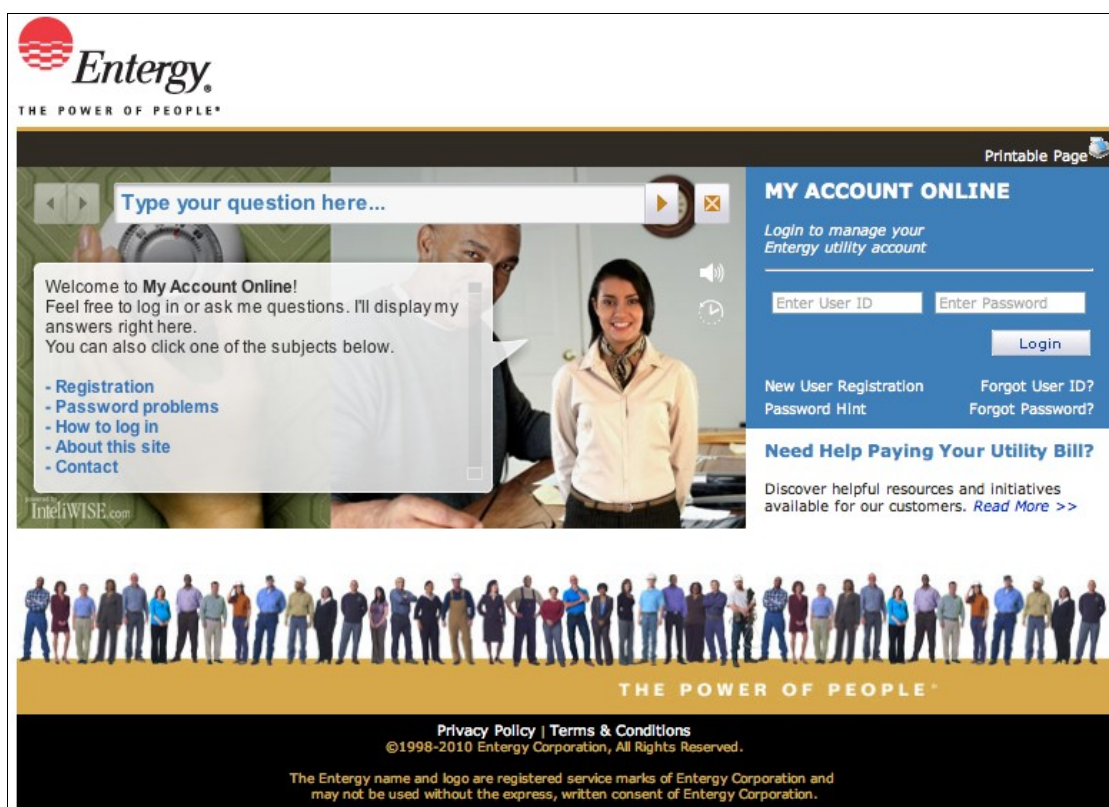 Entergy®
THE POWER OF PEOPLE®
Printable Page
Type your question here...
Welcome to My Account Online!
Feel free to log in or ask me questions. I'll display my
answers right here.
You can also click one of the subjects below.
- Registration
- Password problems
- How to log in
- About this site
- Contact
powered by
InteliWISE.com
MY ACCOUNT ONLINE
Login to manage your
Entergy utility account
Enter User ID Enter Password
Login
New User Registration Forgot User ID?
Password Hint Forgot Password?
Need Help Paying Your Utility Bill?
Discover helpful resources and initiatives
available for our customers. Read More >>
THE POWER OF PEOPLE®
Privacy Policy | Terms & Conditions
©1998-2010 Entergy Corporation, All Rights Reserved.
The Entergy name and logo are registered service marks of Entergy Corporation and
may not be used without the express, written consent of Entergy Corporation.